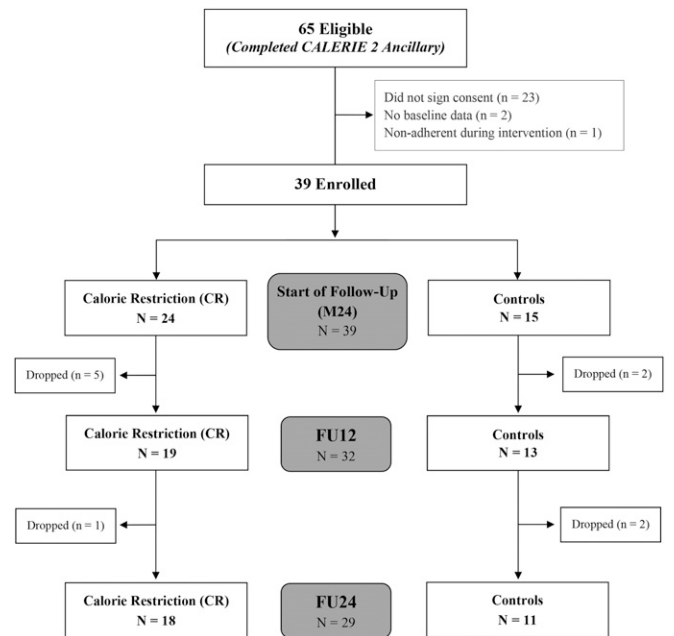 65 Eligible
(Completed CALERIE 2 Ancillary)
Did not sign consent (n = 23)
No baseline data (n = 2)
Non-adherent during intervention (n = 1)
39 Enrolled
Calorie Restriction (CR)
N = 24
Start of Follow-Up
(M24)
N = 39
Controls
N = 15
Dropped (n = 5)
Dropped (n = 2)
Calorie Restriction (CR)
N = 19
FU12
N = 32
Controls
N = 13
Dropped (n = 1)
Dropped (n = 2)
Calorie Restriction (CR)
N = 18
FU24
N = 29
Controls
N = 11